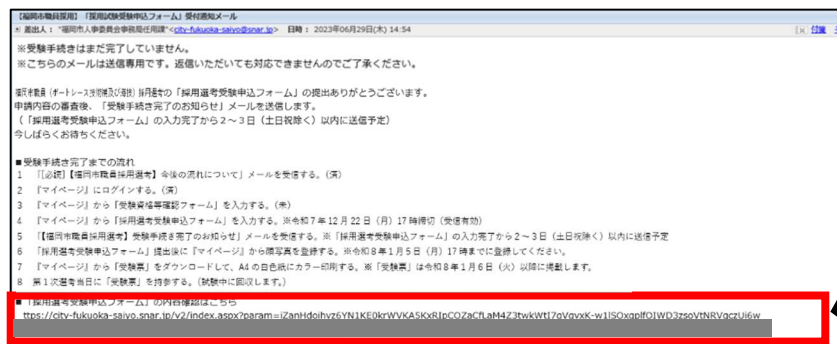 【福岡市職員採用】「採用試験受験申込フォーム」受付通知メール
差出人： "福岡市人事委員会事務局任用課"<city-fukuoka-saiyo@snar.jp> 日時： 2023年06月29日(木) 14:54
付箋
※受験手続きはまだ完了していません。
※こちらのメールは送信専用です。返信いただいても対応できませんのでご了承ください。
採用選考の「採用選考受験申込フォーム」の提出ありがとうございます。
申請内容の審査後、「受験手続き完了のお知らせ」メールを送信します。
（「採用選考受験申込フォーム」の入力完了から２～３日（土日祝除く）以内に送信予定）
今しばらくお待ちください。
■受験手続き完了までの流れ
1 「[必読]【福岡市職員採用選考】今後の流れについて」メールを受信する。（済）
2 『マイページ』にログインする。（済）
3 『マイページ』から「受験資格等確認フォーム」を入力する。（未）
4 『マイページ』から「採用選考受験申込フォーム」を入力する。※令和７年 12 月 22 日（月）17 時締切（受信有効）
5 「【福岡市職員採用選考】受験手続き完了のお知らせ」メールを受信する。※「採用選考受験申込フォーム」の入力完了から２～３日（土日祝除く）以内に送信予定
6 「採用選考受験申込フォーム」提出後に『マイページ』から顔写真を登録する。※令和８年１月５日（月）17 時までに登録してください。
7 『マイページ』から「受験票」をダウンロードして、A4 の白色紙にカラー印刷する。※「受験票」は令和８年１月６日（火）以降に掲載します。
8 第１次選考当日に「受験票」を持参する。（試験中に回収します。）
■「採用選考受験申込フォーム」の内容確認はこちら